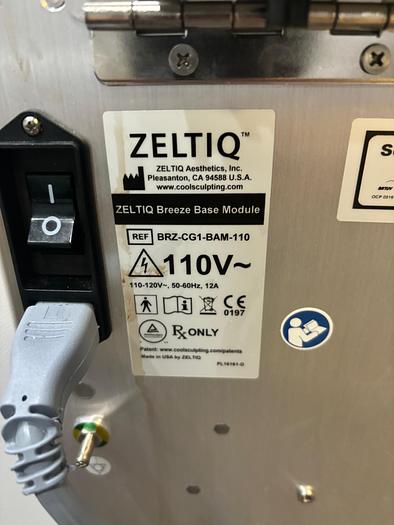 ZELTIQ™
ZELTIQ Aesthetics, Inc.
Pleasanton, CA 94588 U.S.A.
www.coolsculpting.com
ZELTIQ Breeze Base Module
REF BRZ-CG1-BAM-110
110V~
110-120V~, 50-60Hz, 12A
CE
0197
Rx ONLY
Patent: www.coolsculpting.com/patents
Made in USA by ZELTIQ
PL16161-D
I
O